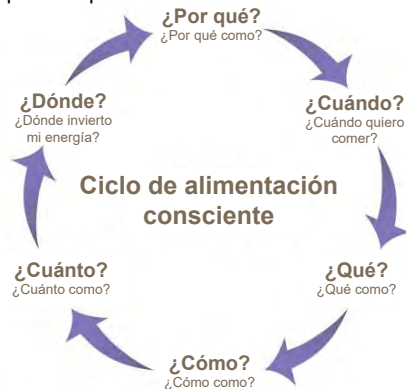 ¿Por qué?
¿Por qué como?
¿Cuándo?
¿Cuándo quiero
comer?
¿Qué?
¿Qué como?
¿Cómo?
¿Cómo como?
¿Cuánto?
¿Cuánto como?
¿Dónde?
¿Dónde invierto
mi energía?
Ciclo de alimentación
consciente